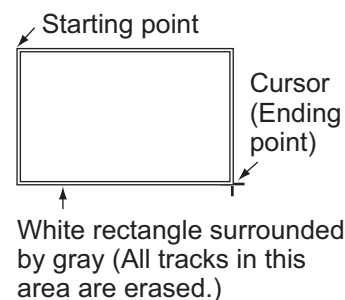 Starting point
Cursor
(Ending
point)
White rectangle surrounded
by gray (All tracks in this
area are erased.)